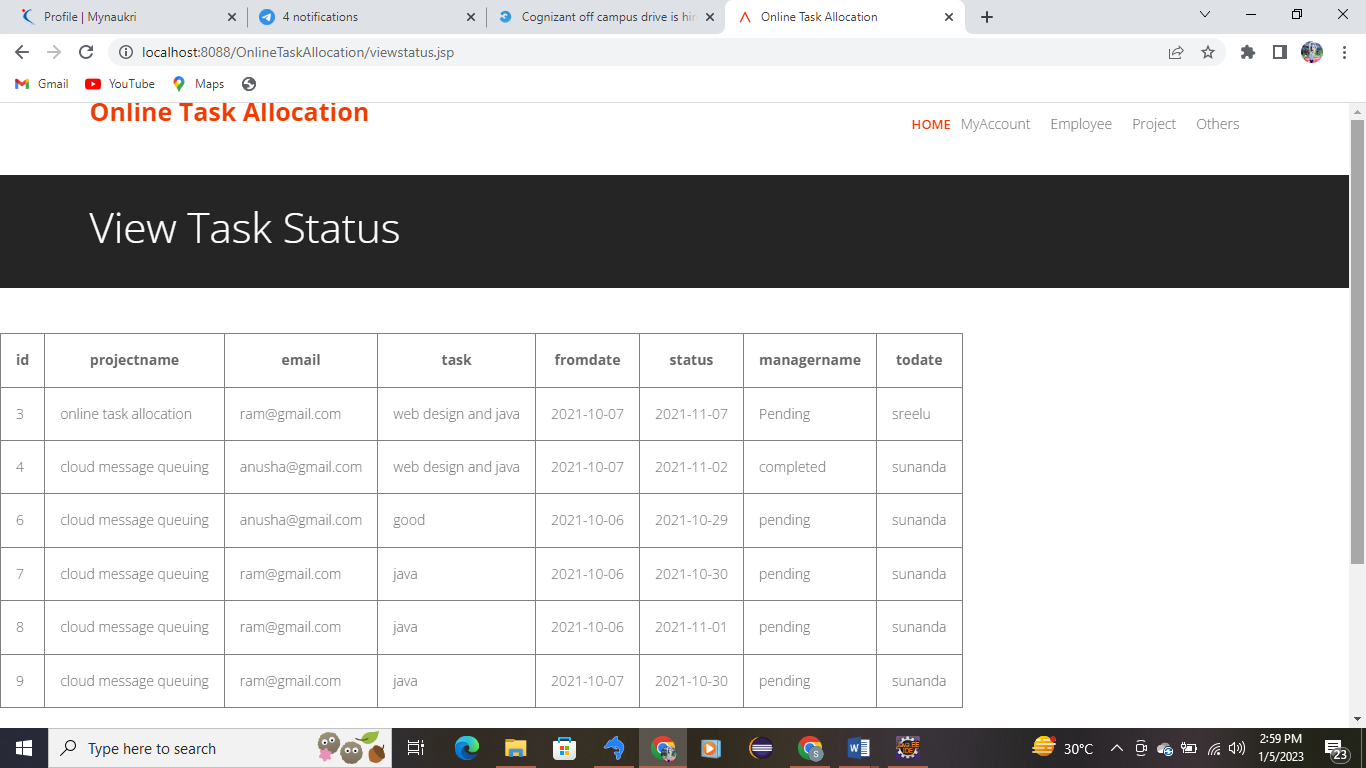 Profile | Mynaukri
4 notifications
Cognizant off campus drive is hir
Online Task Allocation
localhost:8088/OnlineTaskAllocation/viewstatus.jsp
Gmail YouTube Maps
Online Task Allocation
HOME MyAccount Employee Project Others
View Task Status
id projectname email task fromdate status managername todate
3 online task allocation ram@gmail.com web design and java 2021-10-07 2021-11-07 Pending sreelu
4 cloud message queuing anusha@gmail.com web design and java 2021-10-07 2021-11-02 completed sunanda
6 cloud message queuing anusha@gmail.com good 2021-10-06 2021-10-29 pending sunanda
7 cloud message queuing ram@gmail.com java 2021-10-06 2021-10-30 pending sunanda
8 cloud message queuing ram@gmail.com java 2021-10-06 2021-11-01 pending sunanda
9 cloud message queuing ram@gmail.com java 2021-10-07 2021-10-30 pending sunanda
Type here to search
30°C
2:59 PM
1/5/2023
23